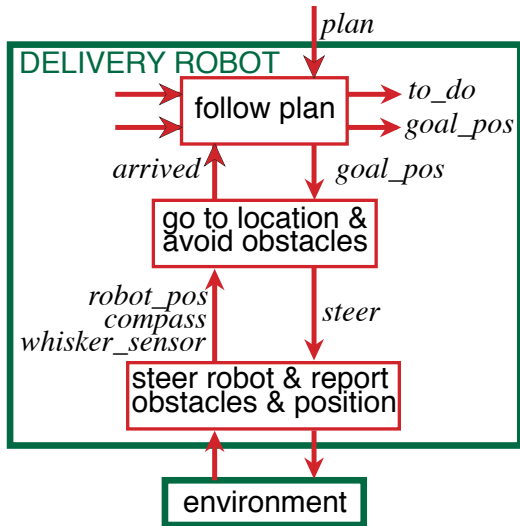 plan
DELIVERY ROBOT
follow plan
to_do
goal_pos
arrived
goal_pos
go to location &
avoid obstacles
robot_pos
compass
whisker_sensor
steer
steer robot & report
obstacles & position
environment